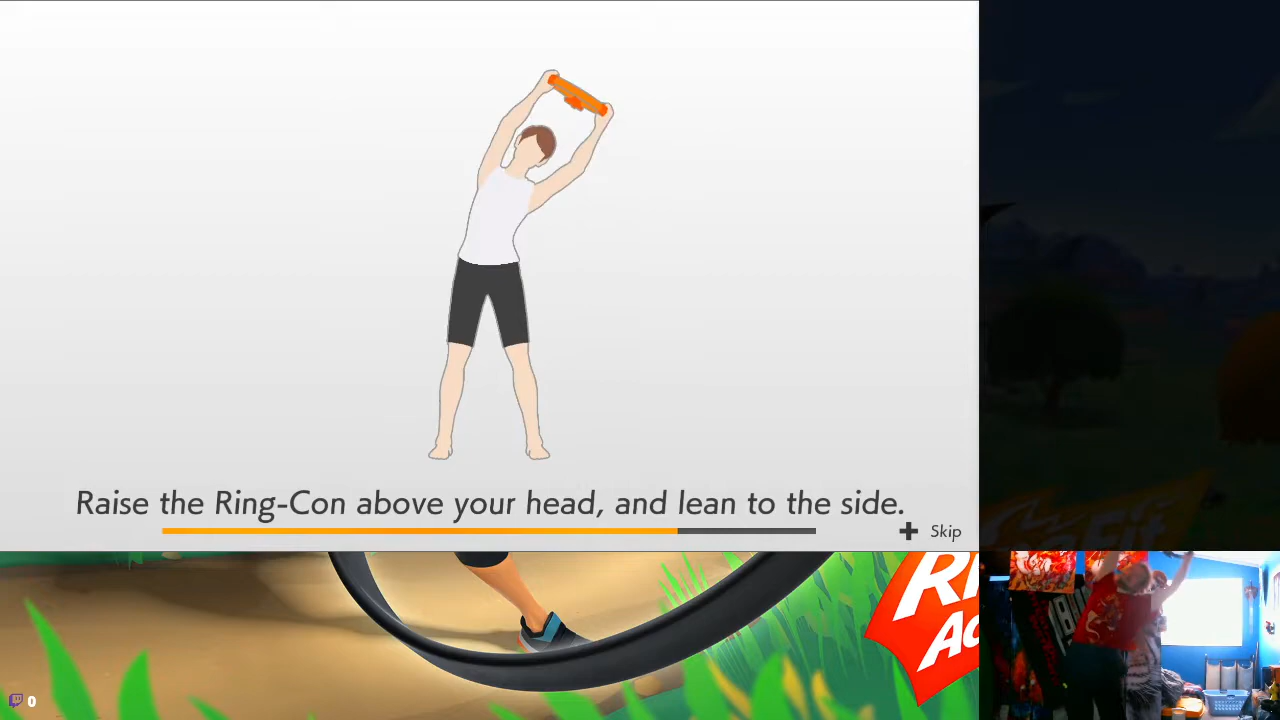 Raise the Ring-Con above your head, and lean to the side.
Skip
0